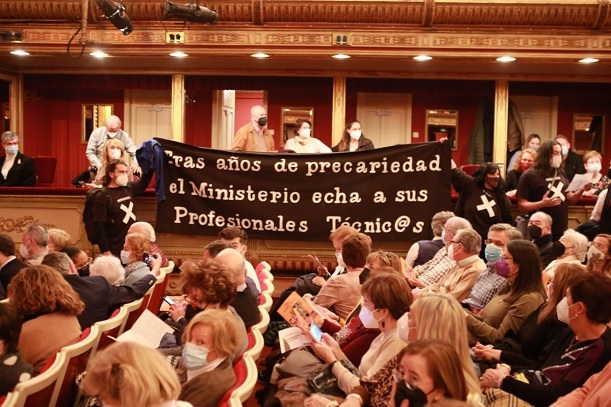 Tras años de precariedad
el Ministerio echa a sus
Profesionales Técnic@s